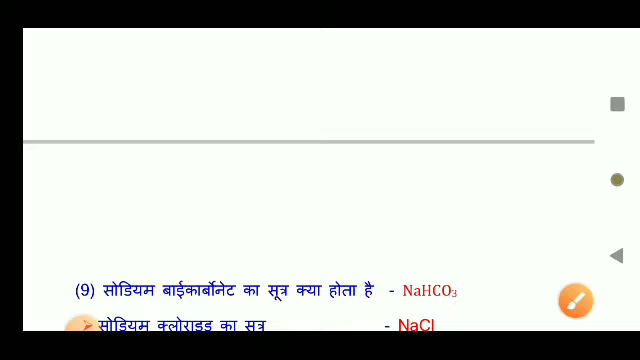 (9) सोडियम बाईकार्बोनेट का सूत्र क्या होता है - NaHCO₃
सोडियम क्लोराइड का सूत्र - NaCl